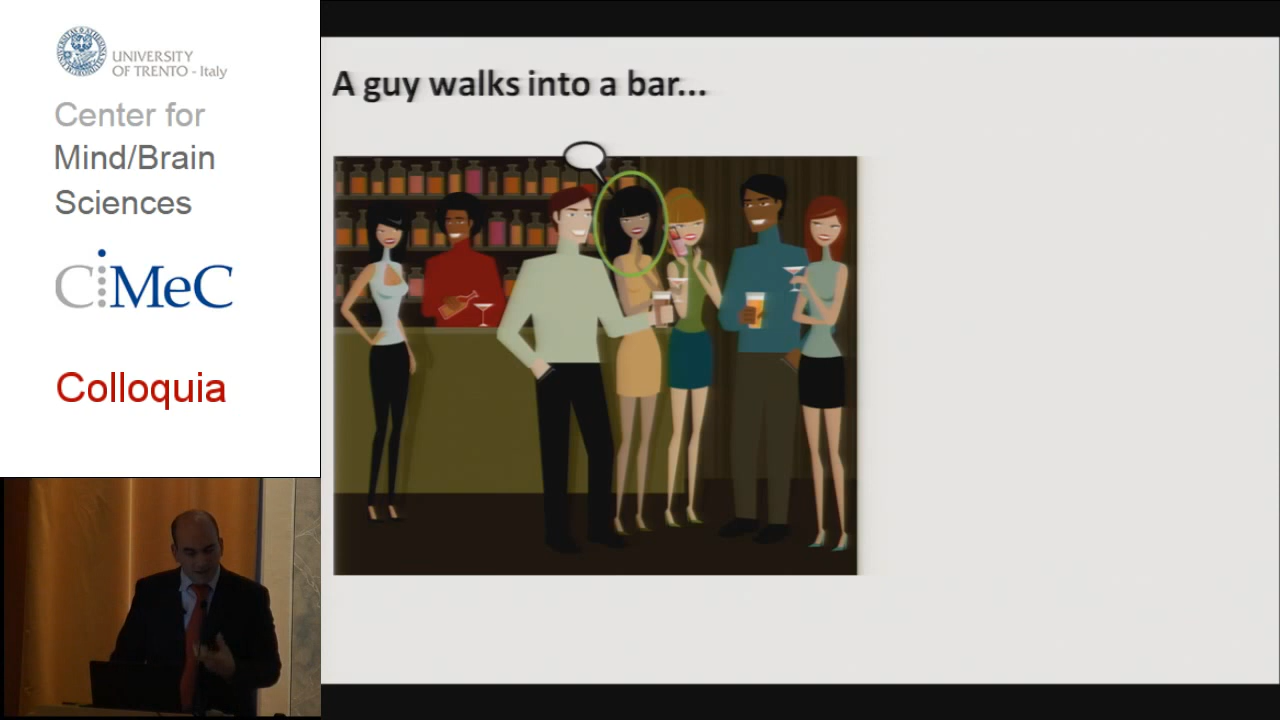 UNIVERSITY
OF TRENTO - Italy
Center for
Mind/Brain
Sciences
CiMeC
Colloquia
A guy walks into a bar...